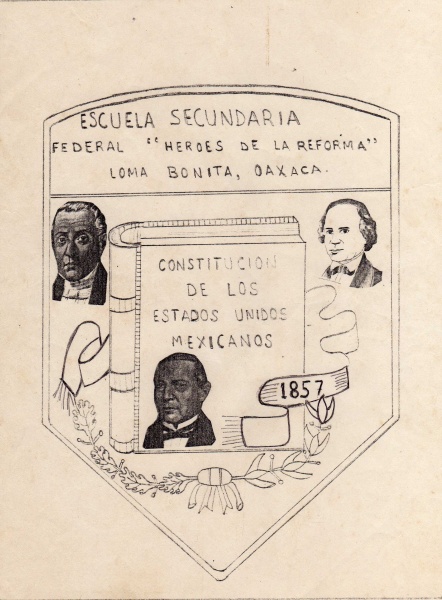 ESCUELA SECUNDARIA
FEDERAL "HEROES DE LA REFORMA"
LOMA BONITA, OAXACA.
CONSTITUCION
DE LOS
ESTADOS UNIDOS
MEXICANOS
1857